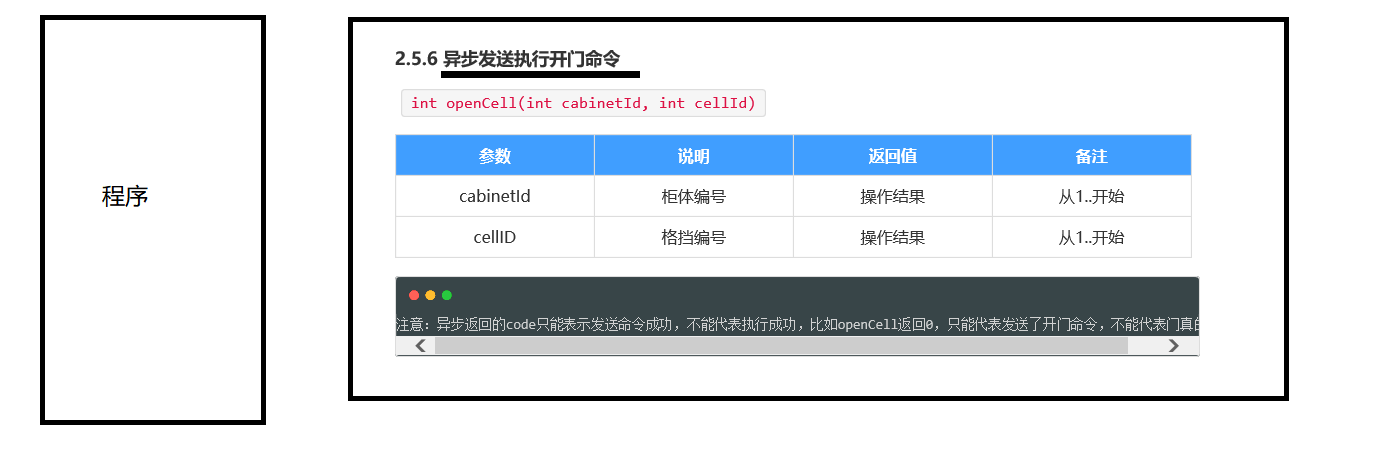 程序
2.5.6 异步发送执行开门命令
int openCell(int cabinetId, int cellId)
参数 说明 返回值 备注
cabinetId 柜体编号 操作结果 从1..开始
cellID 格挡编号 操作结果 从1..开始
注意：异步返回的code只能表示发送命令成功，不能代表执行成功，比如openCell返回0，只能代表发送了开门命令，不能代表门真的